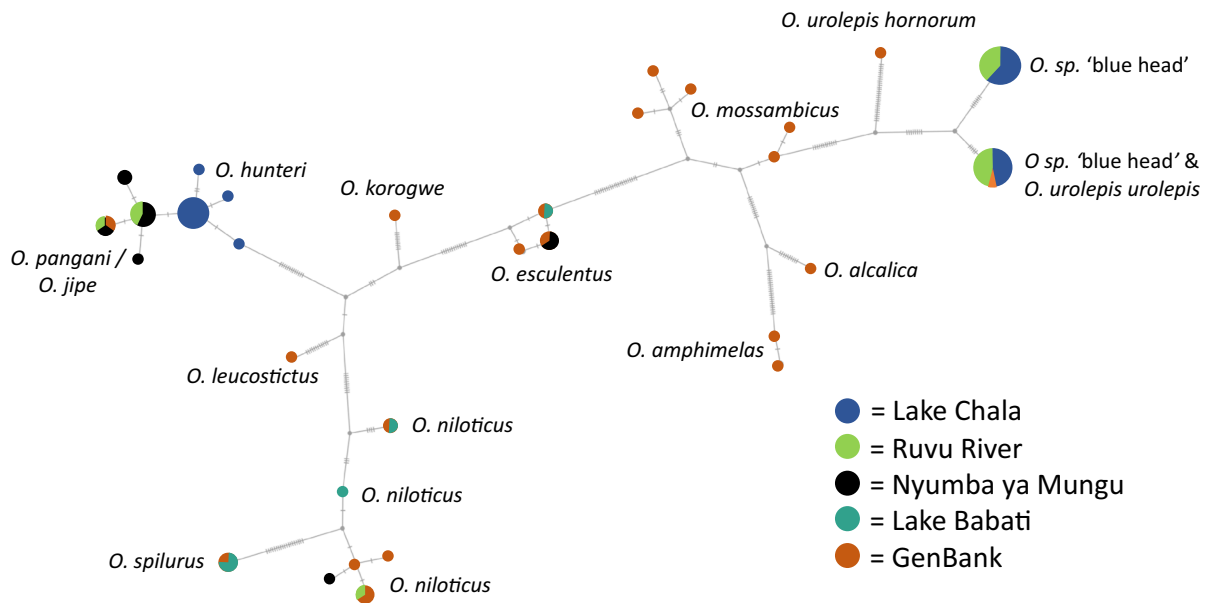 O. urolepis hornorum
O. sp. 'blue head'
O. mossambicus
O. hunteri
O. korogwe
O sp. 'blue head' &
O. urolepis urolepis
O. pangani /
O. jipe
O. esculentus
O. alcalica
O. leucostictus
O. amphimelas
O. niloticus
O. niloticus
O. spilurus
O. niloticus
= Lake Chala
= Ruvu River
= Nyumba ya Mungu
= Lake Babati
= GenBank